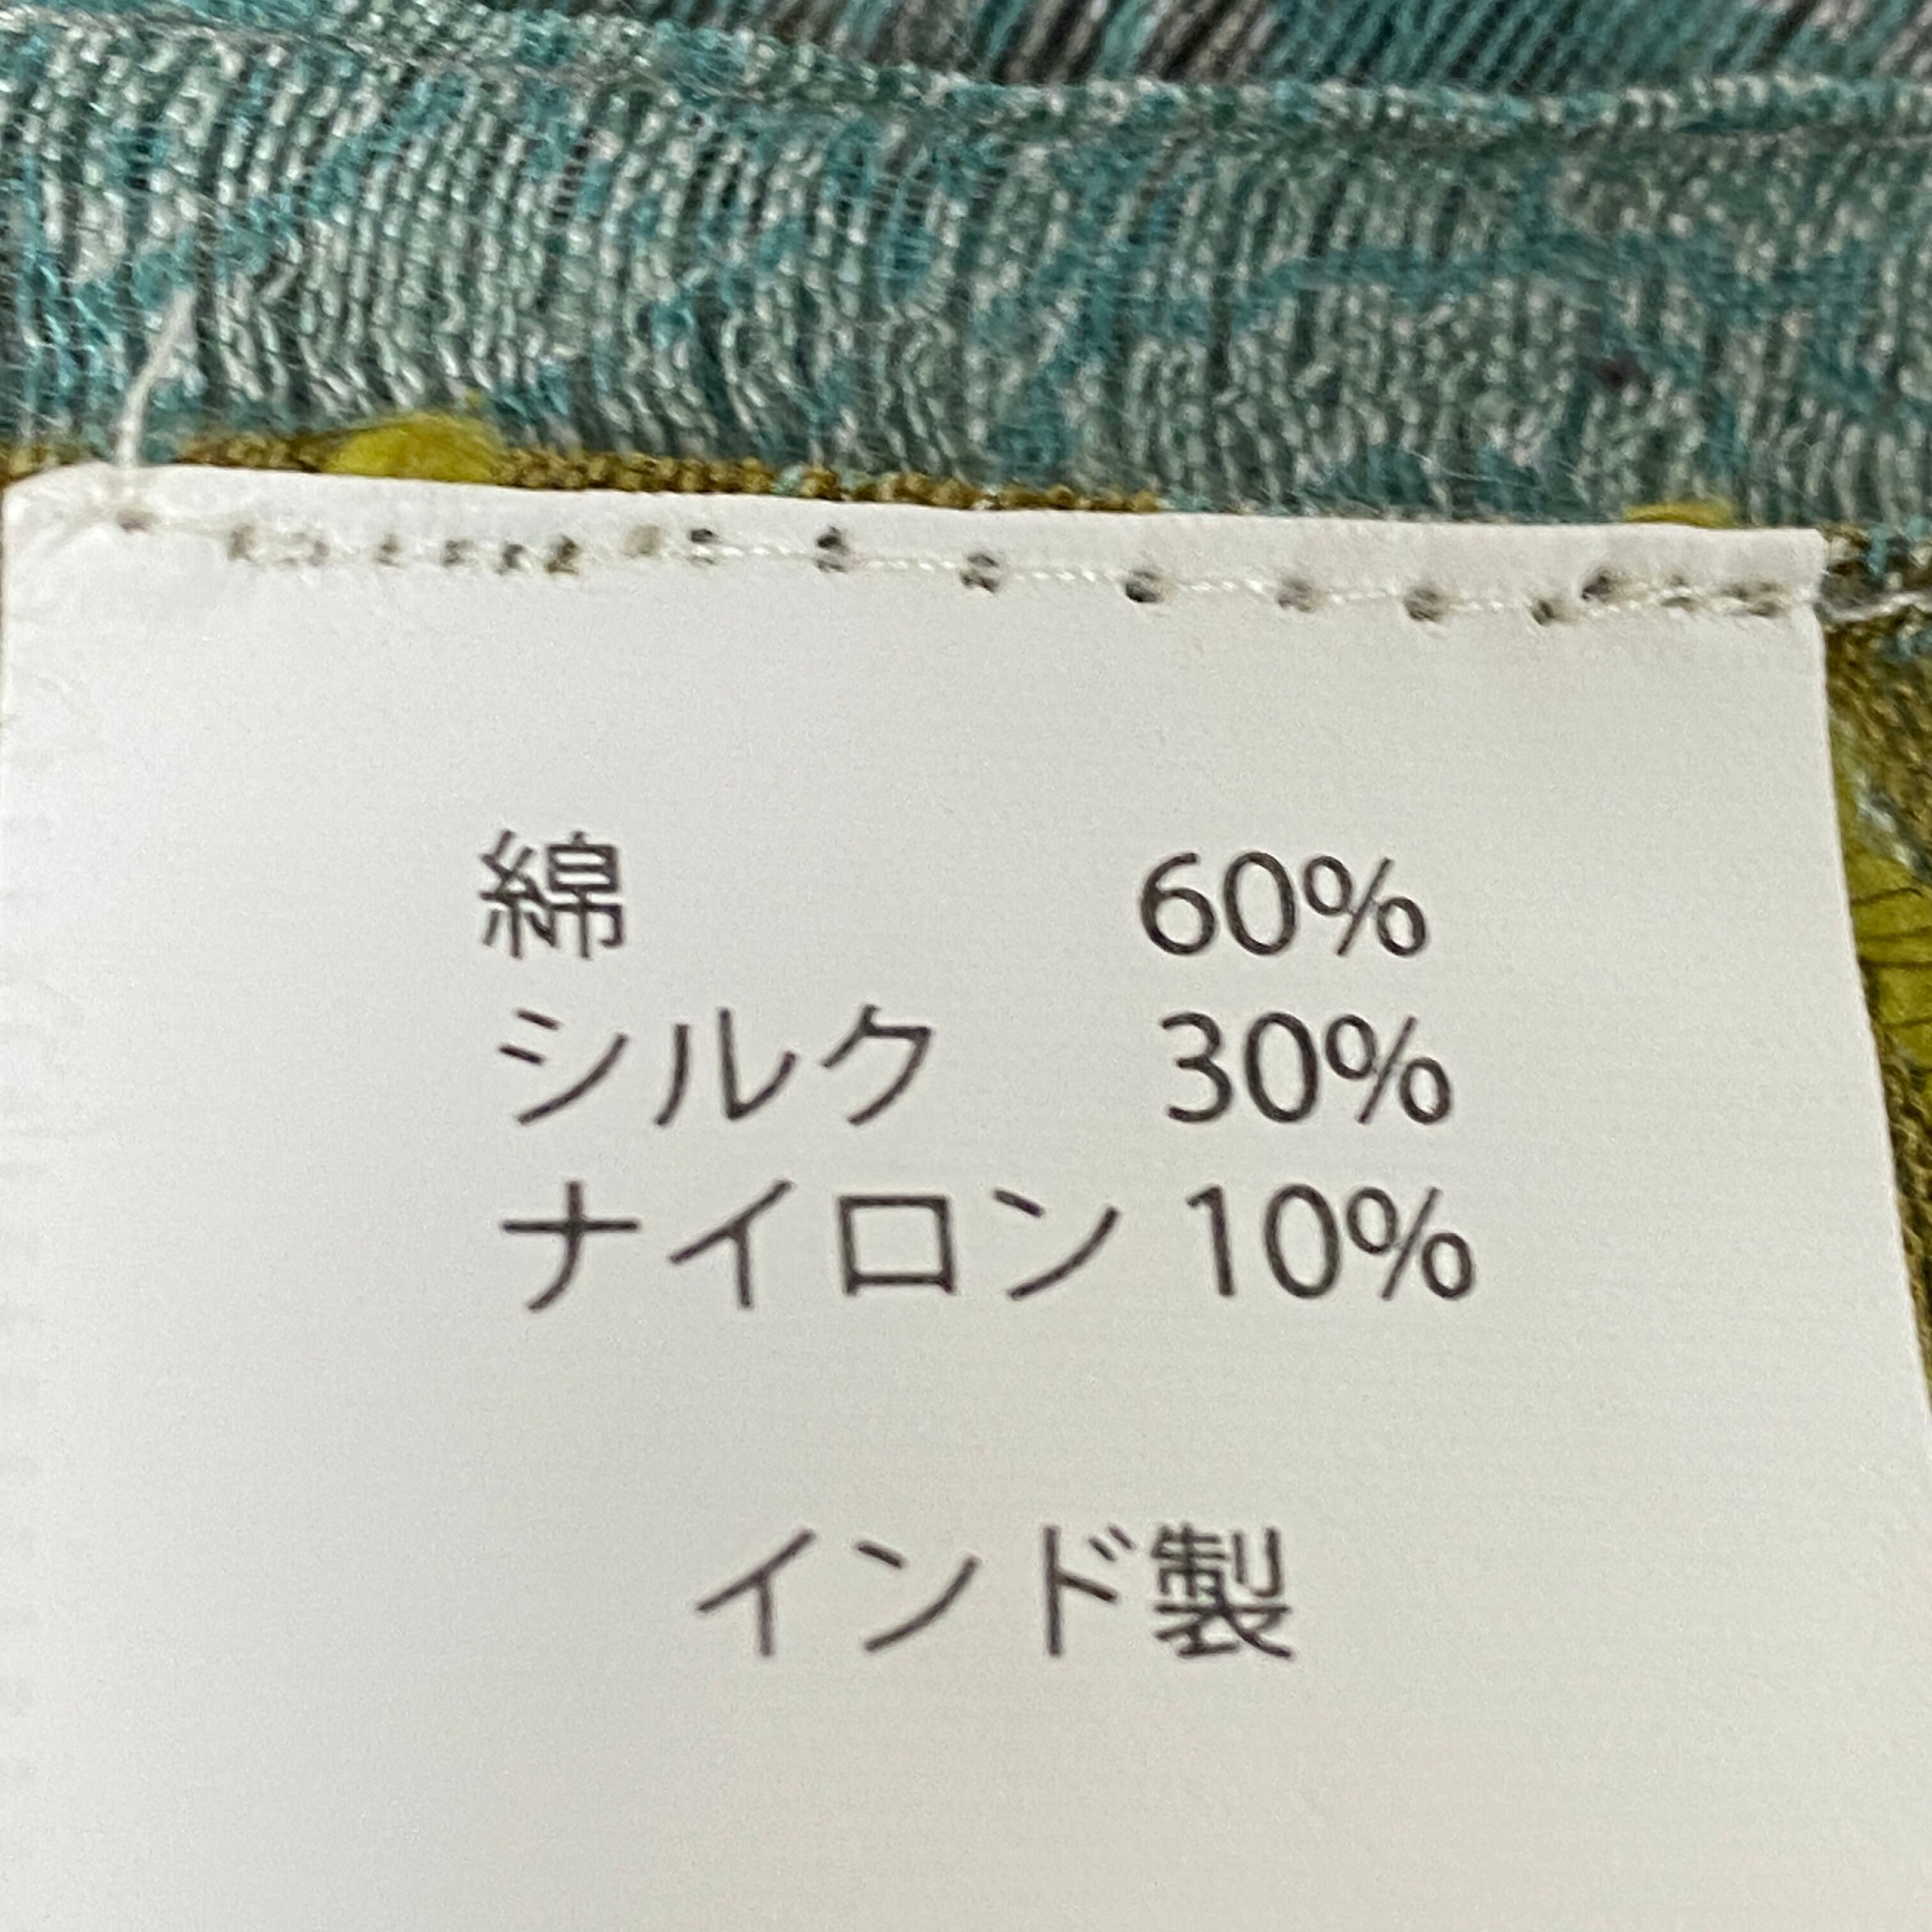 綿 60%
シルク 30%
ナイロン 10%
インド製